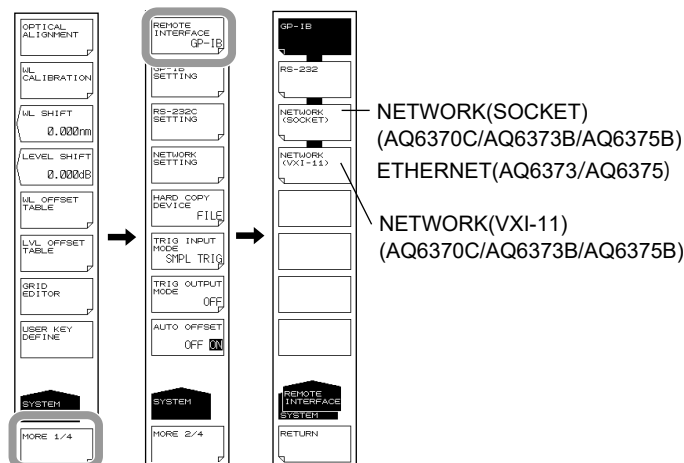 OPTICAL
ALIGNMENT
WL
CALIBRATION
WL SHIFT
0.000nm
LEVEL SHIFT
0.000dB
WL OFFSET
TABLE
LVL OFFSET
TABLE
GRID
EDITOR
USER KEY
DEFINE
SYSTEM
MORE 1/4
REMOTE
INTERFACE
GP-IB
GP-IB
SETTING
RS-232C
SETTING
NETWORK
SETTING
HARD COPY
DEVICE
FILE
TRIG INPUT
MODE
SMPL TRIG
TRIG OUTPUT
MODE
OFF
AUTO OFFSET
OFF ON
SYSTEM
MORE 2/4
GP-IB
RS-232
NETWORK
(SOCKET)
NETWORK
(VXI-11)
REMOTE
INTERFACE
SYSTEM
RETURN
NETWORK(SOCKET)
(AQ6370C/AQ6373B/AQ6375B)
ETHERNET(AQ6373/AQ6375)
NETWORK(VXI-11)
(AQ6370C/AQ6373B/AQ6375B)